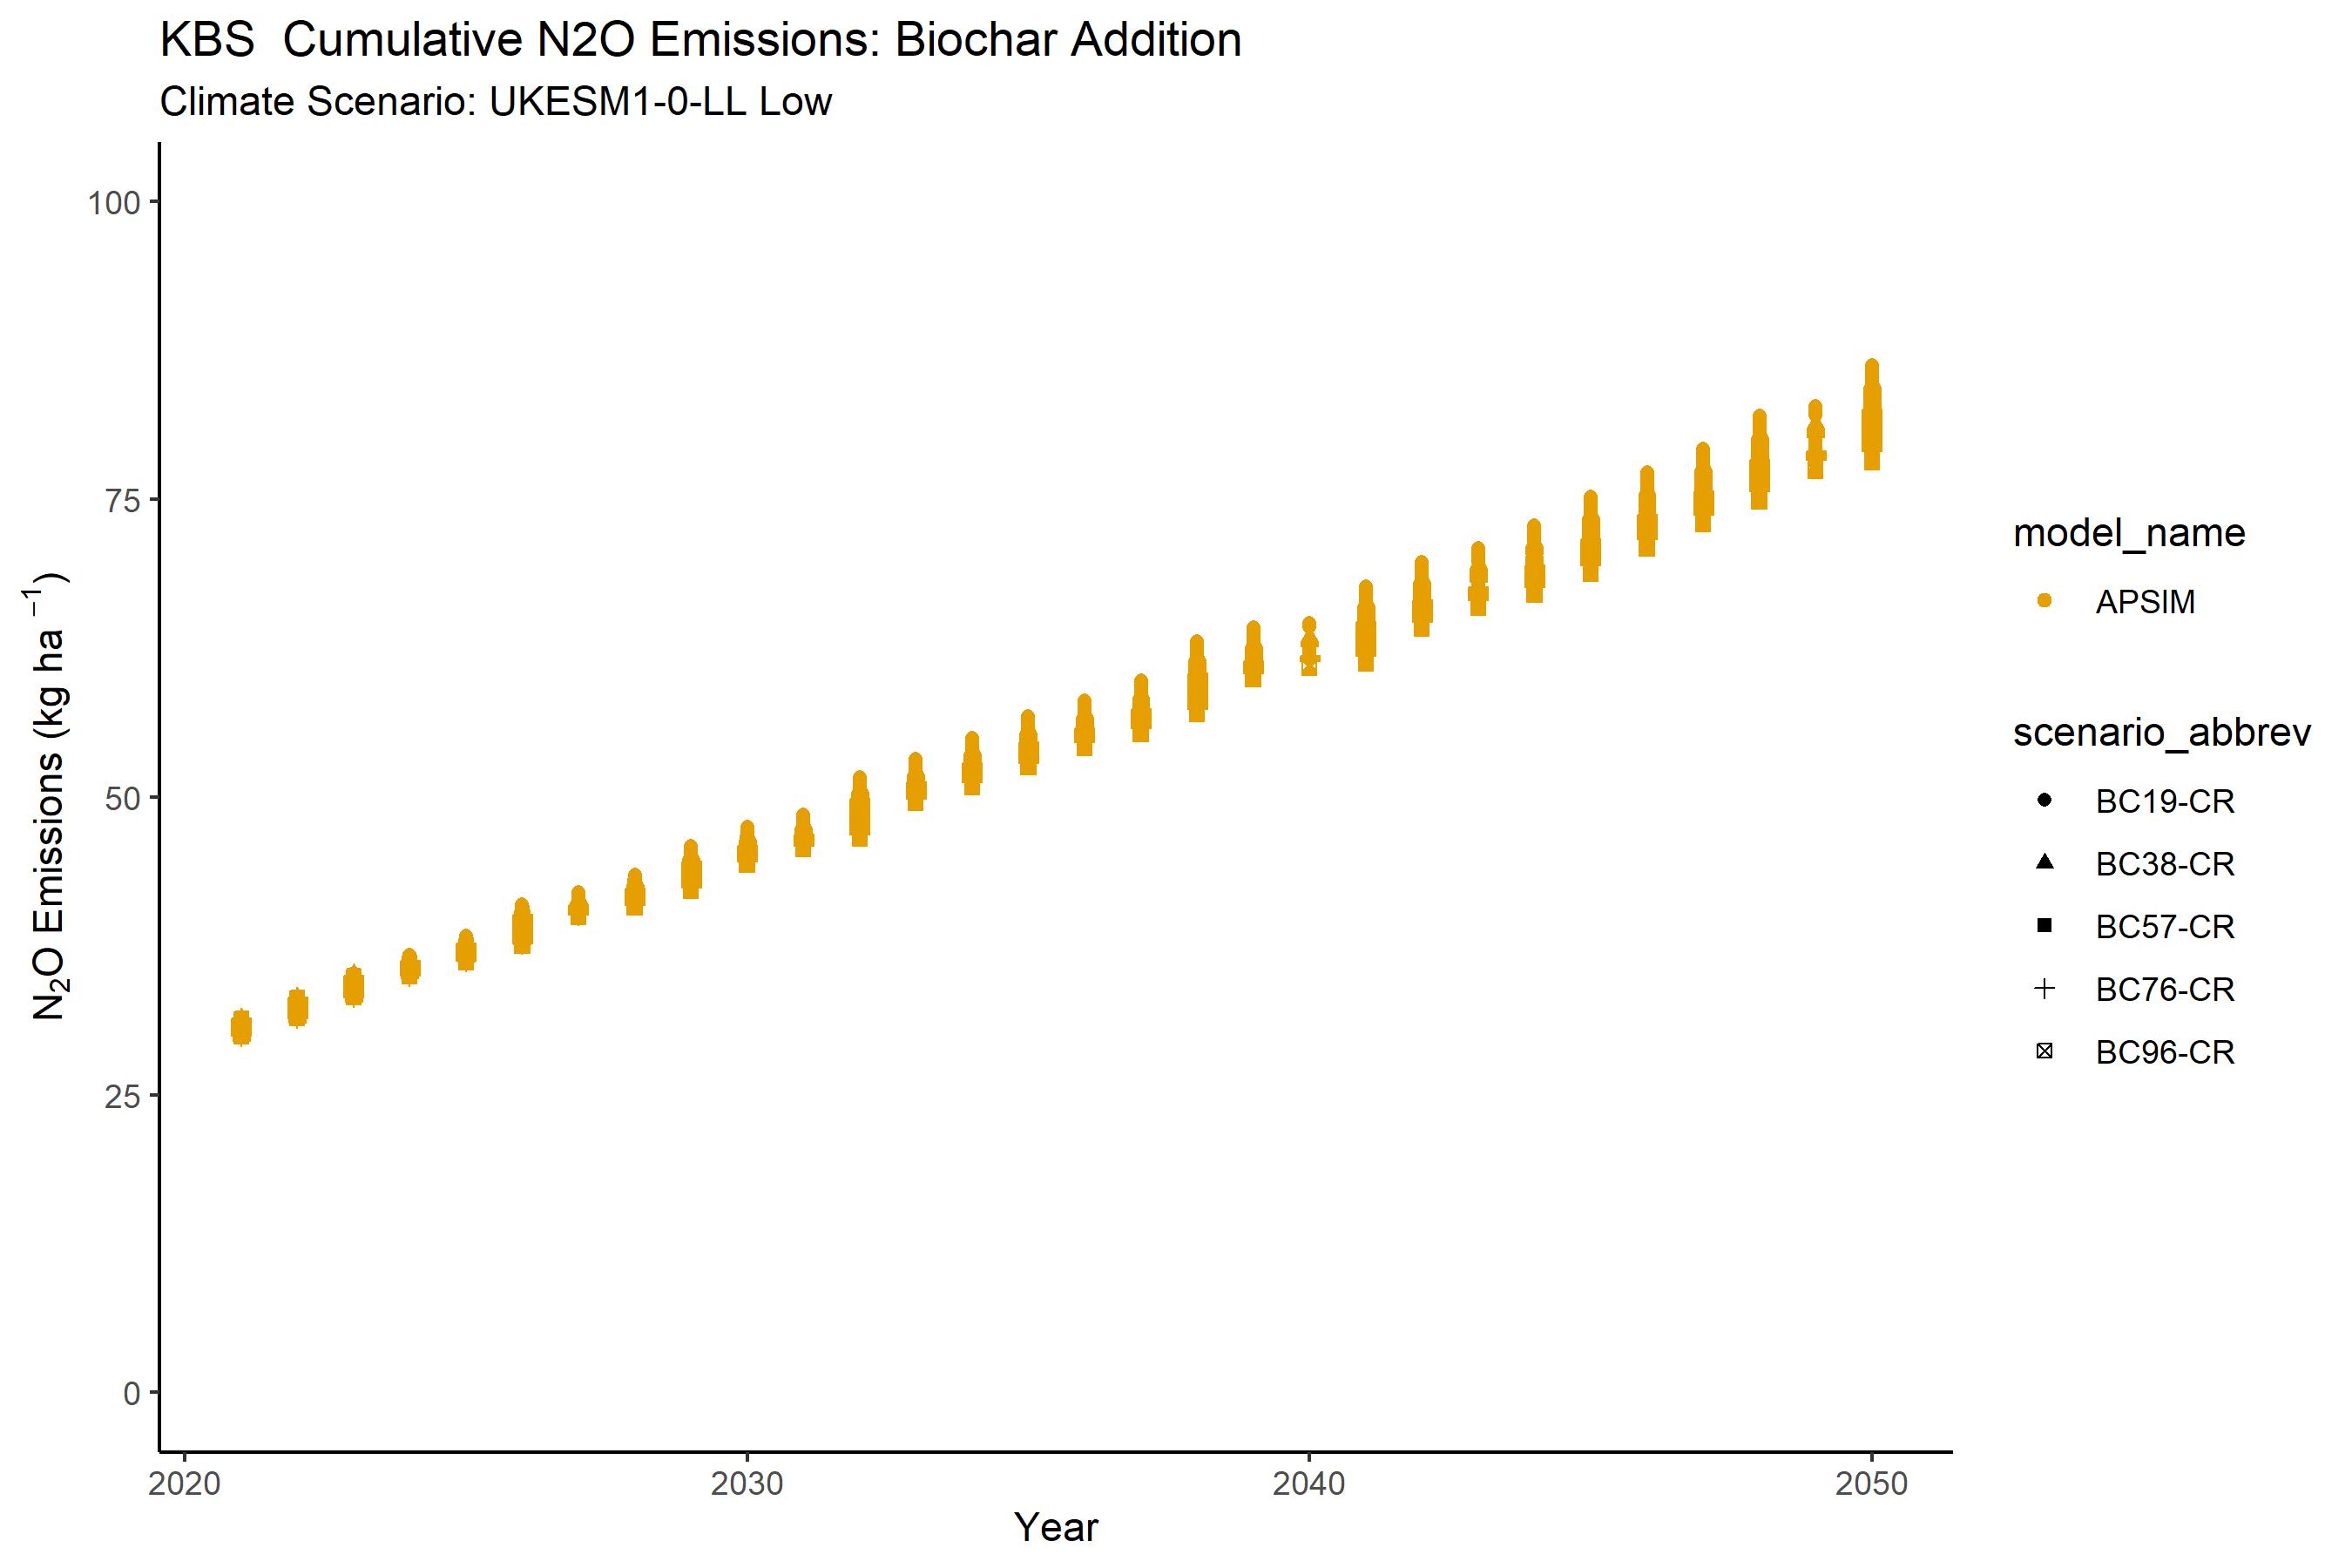 KBS  Cumulative N2O Emissions: Biochar Addition
Climate Scenario: UKESM1-0-LL Low
N₂O Emissions (kg ha ⁻¹)
100
75
50
25
0
2020 2030 2040 2050
Year
model_name
APSIM
scenario_abbrev
BC19-CR
BC38-CR
BC57-CR
BC76-CR
BC96-CR